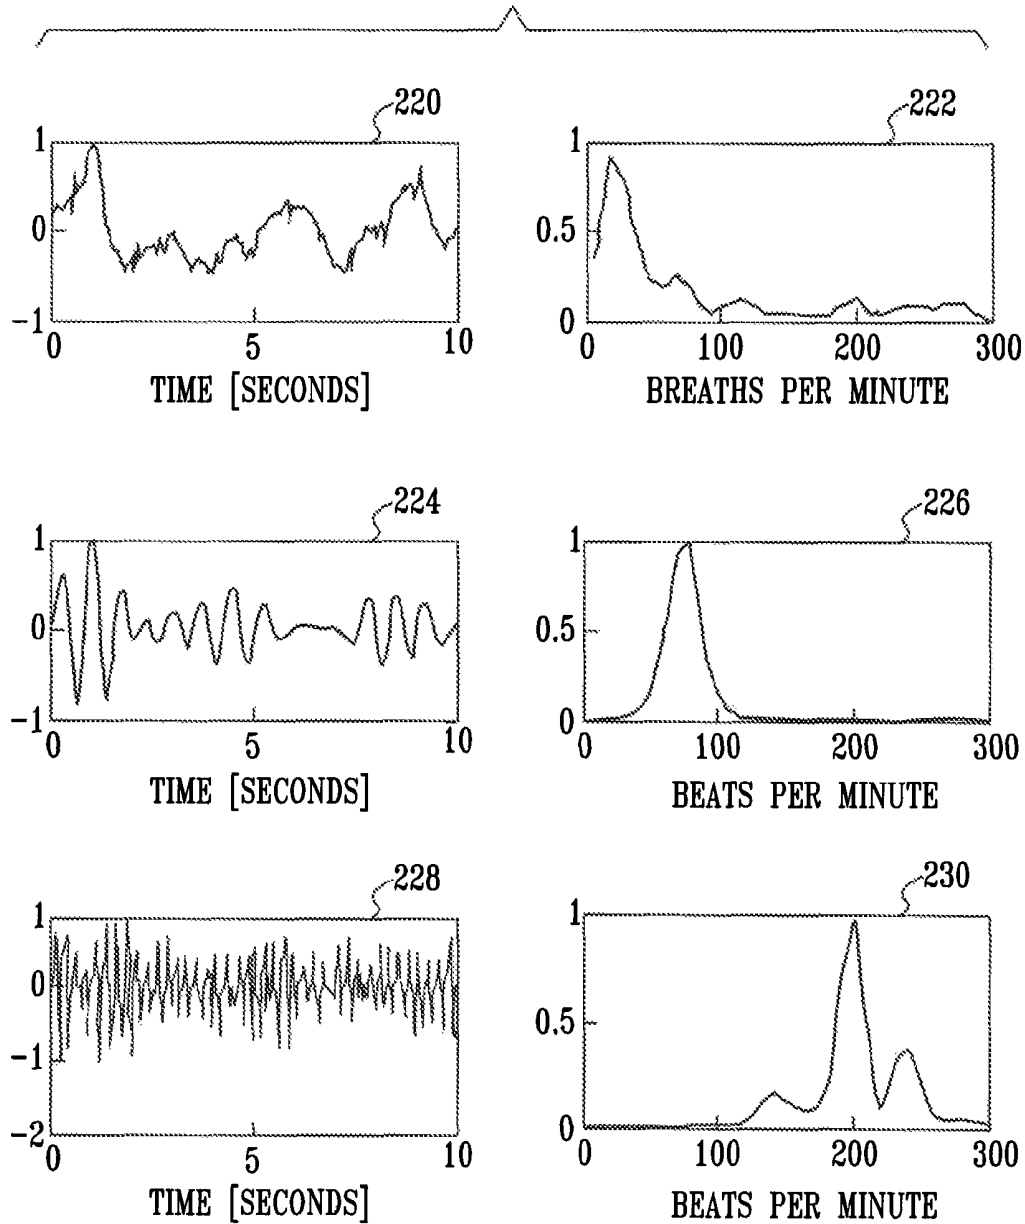 220
1
0
-1
0 5 10
TIME [SECONDS]
222
1
0.5
0
0 100 200 300
BREATHS PER MINUTE
224
1
0
-1
0 5 10
TIME [SECONDS]
226
1
0.5
0
0 100 200 300
BEATS PER MINUTE
228
1
0
-1
-2
0 5 10
TIME [SECONDS]
230
1
0.5
0
0 100 200 300
BEATS PER MINUTE